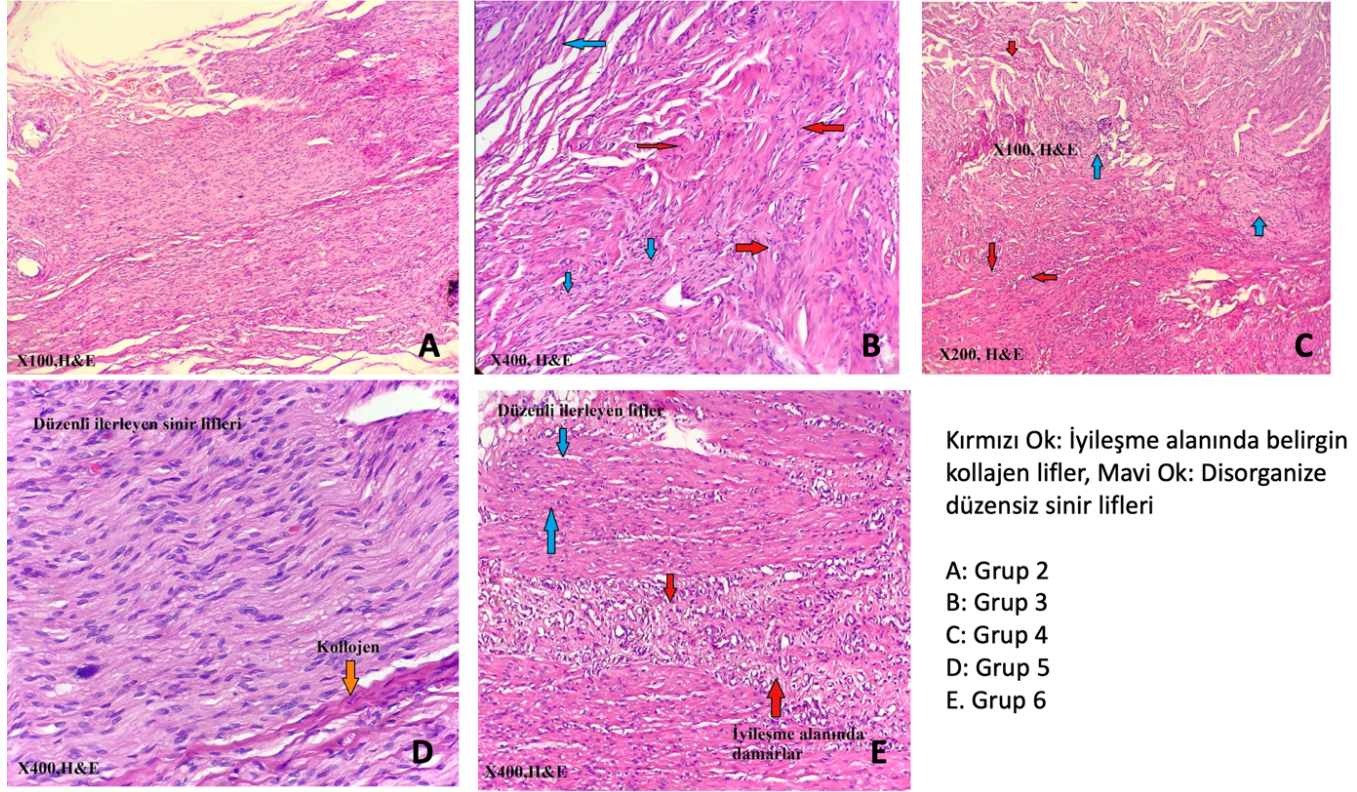 A
X100,H&E
B
X400, H&E
X100, H&E
C
X200, H&E
Düzenli ilerleyen sinir lifleri
Kollojen
D
X400,H&E
Düzenli ilerleyen lifler
İyileşme alanında
damarlar
E
X400,H&E
Kırmızı Ok: İyileşme alanında belirgin
kollajen lifler, Mavi Ok: Disorganize
düzensiz sinir lifleri
A: Grup 2
B: Grup 3
C: Grup 4
D: Grup 5
E. Grup 6